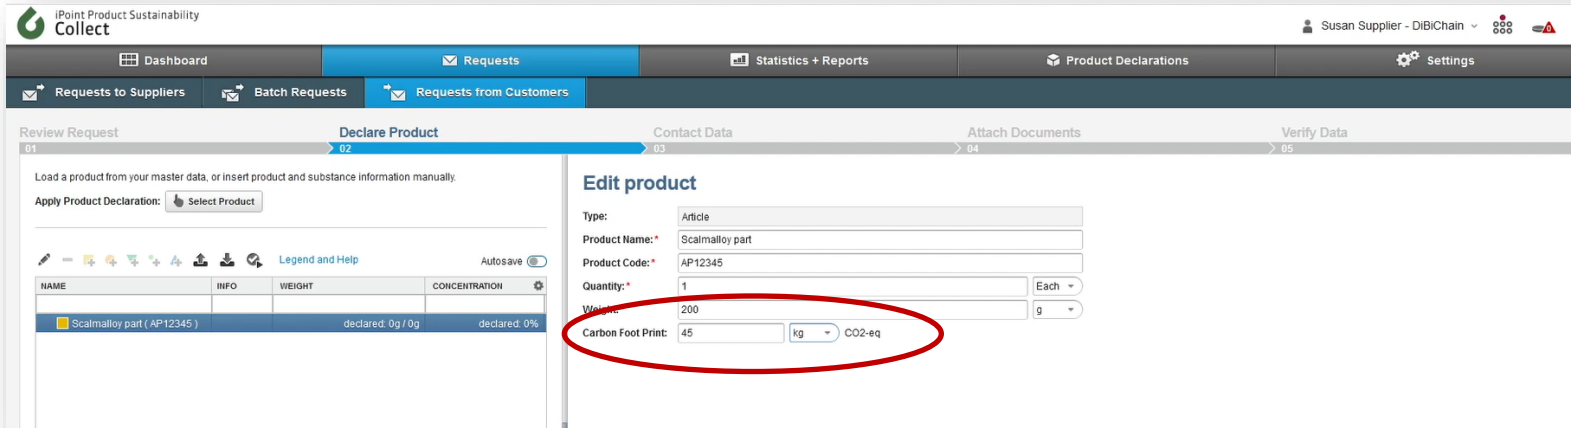 iPoint Product Sustainability
Collect
Susan Supplier - DiBiChain
0
Dashboard
Requests
Statistics + Reports
Product Declarations
Settings
Requests to Suppliers
Batch Requests
Requests from Customers
Review Request
Declare Product
Contact Data
Attach Documents
Verify Data
01
02
03
04
05
Load a product from your master data, or insert product and substance information manually.
Apply Product Declaration:
Select Product
Legend and Help
Autosave
NAME
INFO
WEIGHT
CONCENTRATION
Scalmalloy part ( AP12345 )
declared: 0g / 0g
declared: 0%
Edit product
Type:
Article
Product Name:*
Scalmalloy part
Product Code:*
AP12345
Quantity:*
1
Each
Weight:
200
g
Carbon Foot Print:
45
kg
CO2-eq